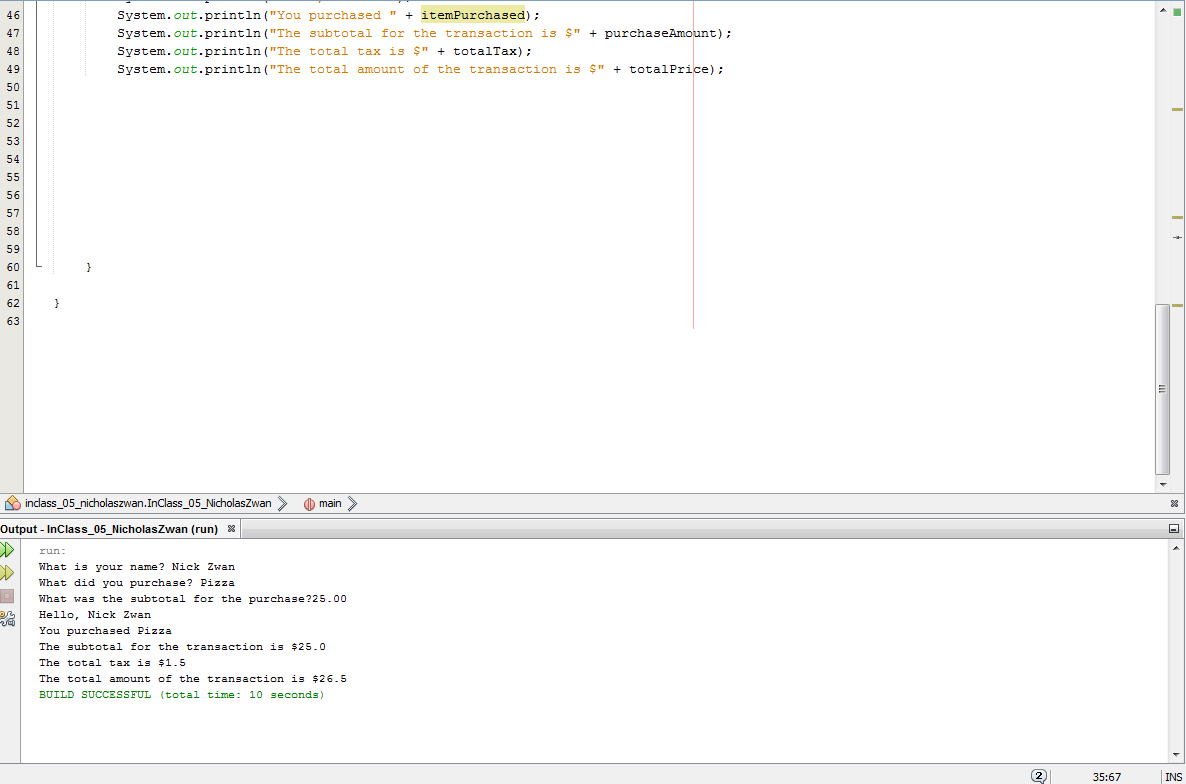 46 System.out.println("You purchased " + itemPurchased);
47 System.out.println("The subtotal for the transaction is $" + purchaseAmount);
48 System.out.println("The total tax is $" + totalTax);
49 System.out.println("The total amount of the transaction is $" + totalPrice);
50
51
52
53
54
55
56
57
58
59
60 }
61
62 }
63
inclass_05_nicholaszwan.InClass_05_NicholasZwan main
Output - InClass_05_NicholasZwan (run)
run:
What is your name? Nick Zwan
What did you purchase? Pizza
What was the subtotal for the purchase?25.00
Hello, Nick Zwan
You purchased Pizza
The subtotal for the transaction is $25.0
The total tax is $1.5
The total amount of the transaction is $26.5
BUILD SUCCESSFUL (total time: 10 seconds)
2 35:67 INS